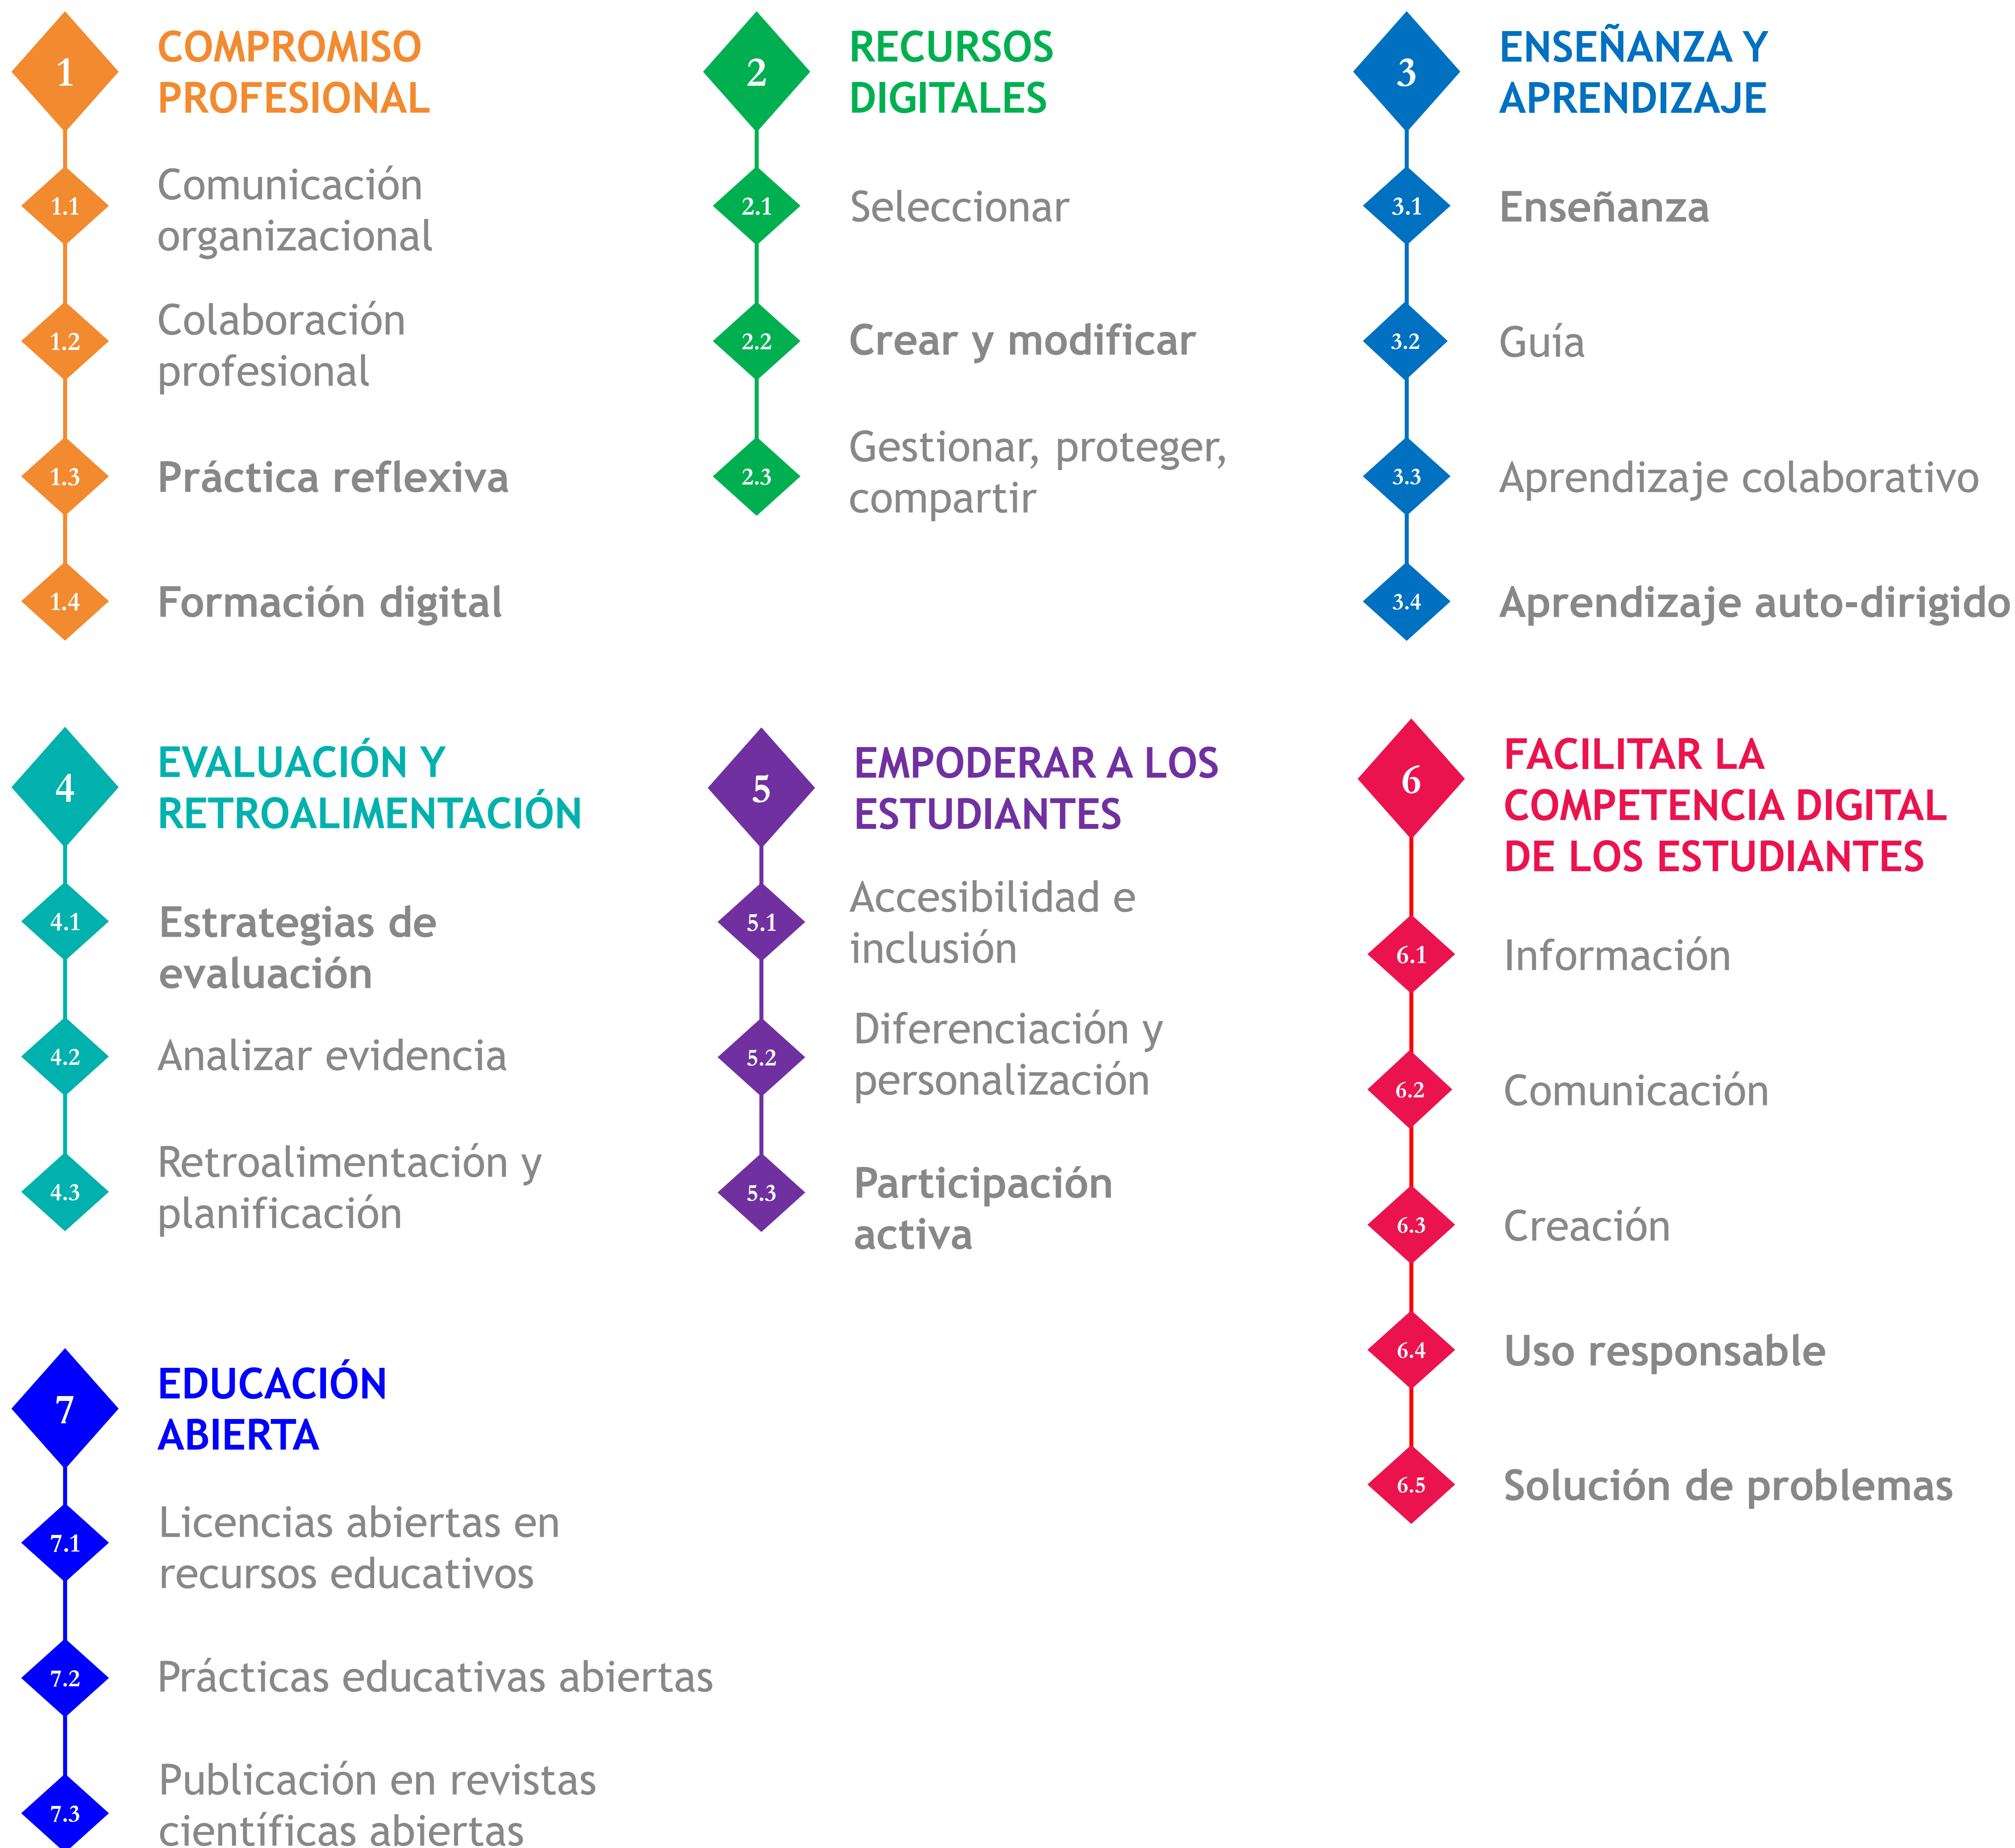 1
COMPROMISO
PROFESIONAL
1.1
Comunicación
organizacional
1.2
Colaboración
profesional
1.3
Práctica reflexiva
1.4
Formación digital
2
RECURSOS
DIGITALES
2.1
Seleccionar
2.2
Crear y modificar
2.3
Gestionar, proteger,
compartir
3
ENSEÑANZA Y
APRENDIZAJE
3.1
Enseñanza
3.2
Guía
3.3
Aprendizaje colaborativo
3.4
Aprendizaje auto-dirigido
4
EVALUACIÓN Y
RETROALIMENTACIÓN
4.1
Estrategias de
evaluación
4.2
Analizar evidencia
4.3
Retroalimentación y
planificación
5
EMPODERAR A LOS
ESTUDIANTES
5.1
Accesibilidad e
inclusión
5.2
Diferenciación y
personalización
5.3
Participación
activa
6
FACILITAR LA
COMPETENCIA DIGITAL
DE LOS ESTUDIANTES
6.1
Información
6.2
Comunicación
6.3
Creación
6.4
Uso responsable
6.5
Solución de problemas
7
EDUCACIÓN
ABIERTA
7.1
Licencias abiertas en
recursos educativos
7.2
Prácticas educativas abiertas
7.3
Publicación en revistas
científicas abiertas